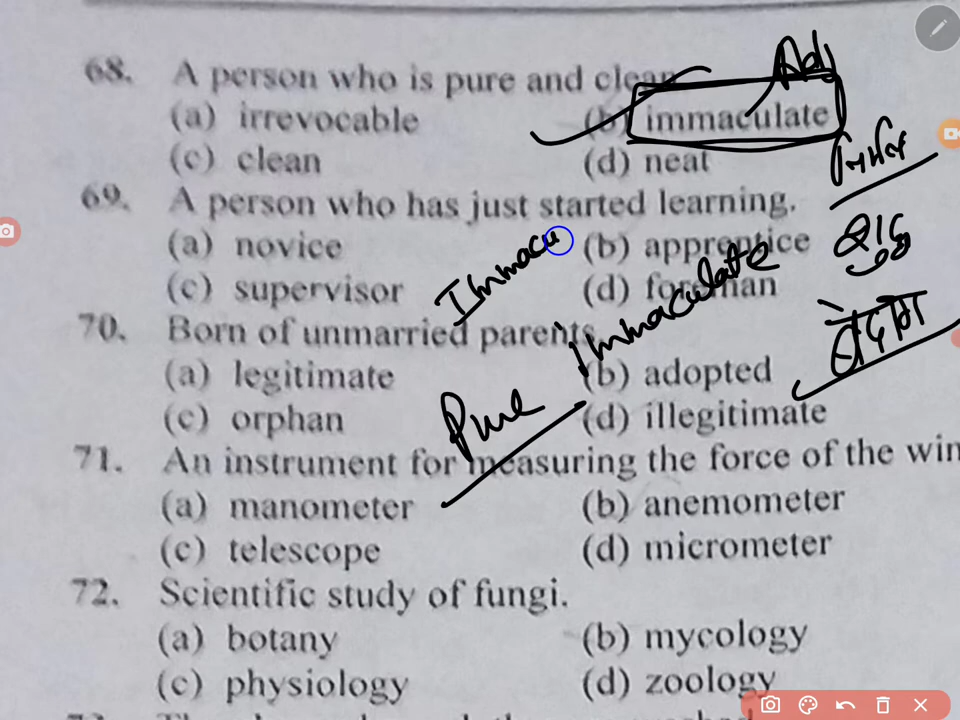 68. A person who is pure and clean
(a) irrevocable (b) immaculate
(c) clean (d) neat
Adj
निर्मल
69. A person who has just started learning.
(a) novice (b) apprentice
(c) supervisor (d) foreman
Immacu
Immaculate
70. Born of unmarried parents.
(a) legitimate (b) adopted
(c) orphan (d) illegitimate
Pure
71. An instrument for measuring the force of the win
(a) manometer (b) anemometer
(c) telescope (d) micrometer
72. Scientific study of fungi.
(a) botany (b) mycology
(c) physiology (d) zoology